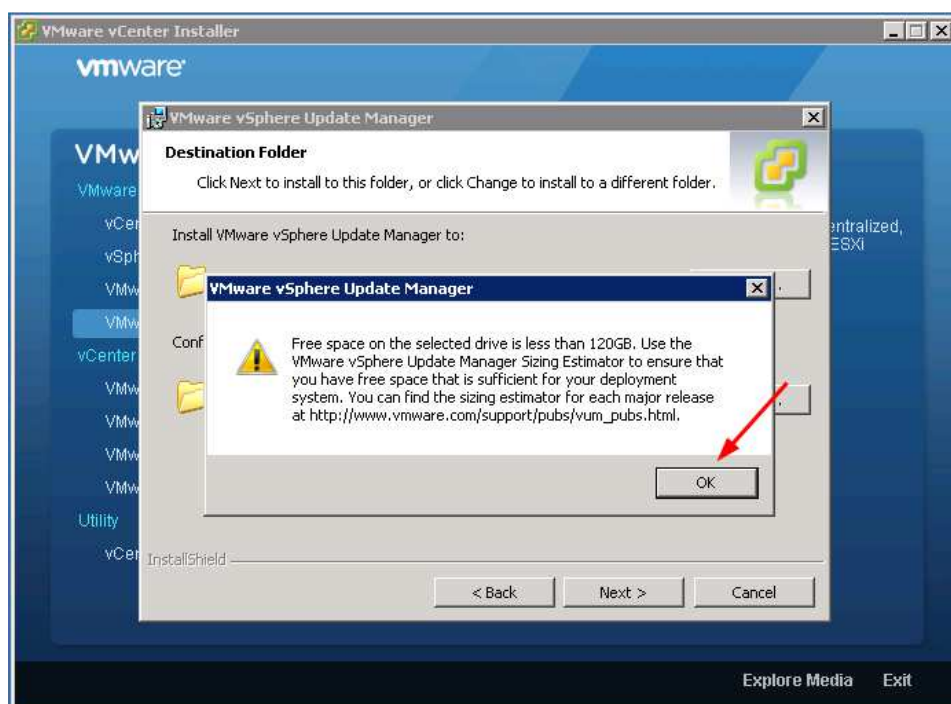 VMware vCenter Installer
vmware
VMware vSphere Update Manager
Destination Folder
Click Next to install to this folder, or click Change to install to a different folder.
VMw
VMware
vCen
vSph
VMw
VMw
vCenter
VMw
VMw
VMw
VMw
Utility
vCen
entralized,
ESXi
Install VMware vSphere Update Manager to:
Conf
VMware vSphere Update Manager
Free space on the selected drive is less than 120GB. Use the
VMware vSphere Update Manager Sizing Estimator to ensure that
you have free space that is sufficient for your deployment
system. You can find the sizing estimator for each major release
at http://www.vmware.com/support/pubs/vum_pubs.html.
OK
InstallShield
< Back
Next >
Cancel
Explore Media
Exit